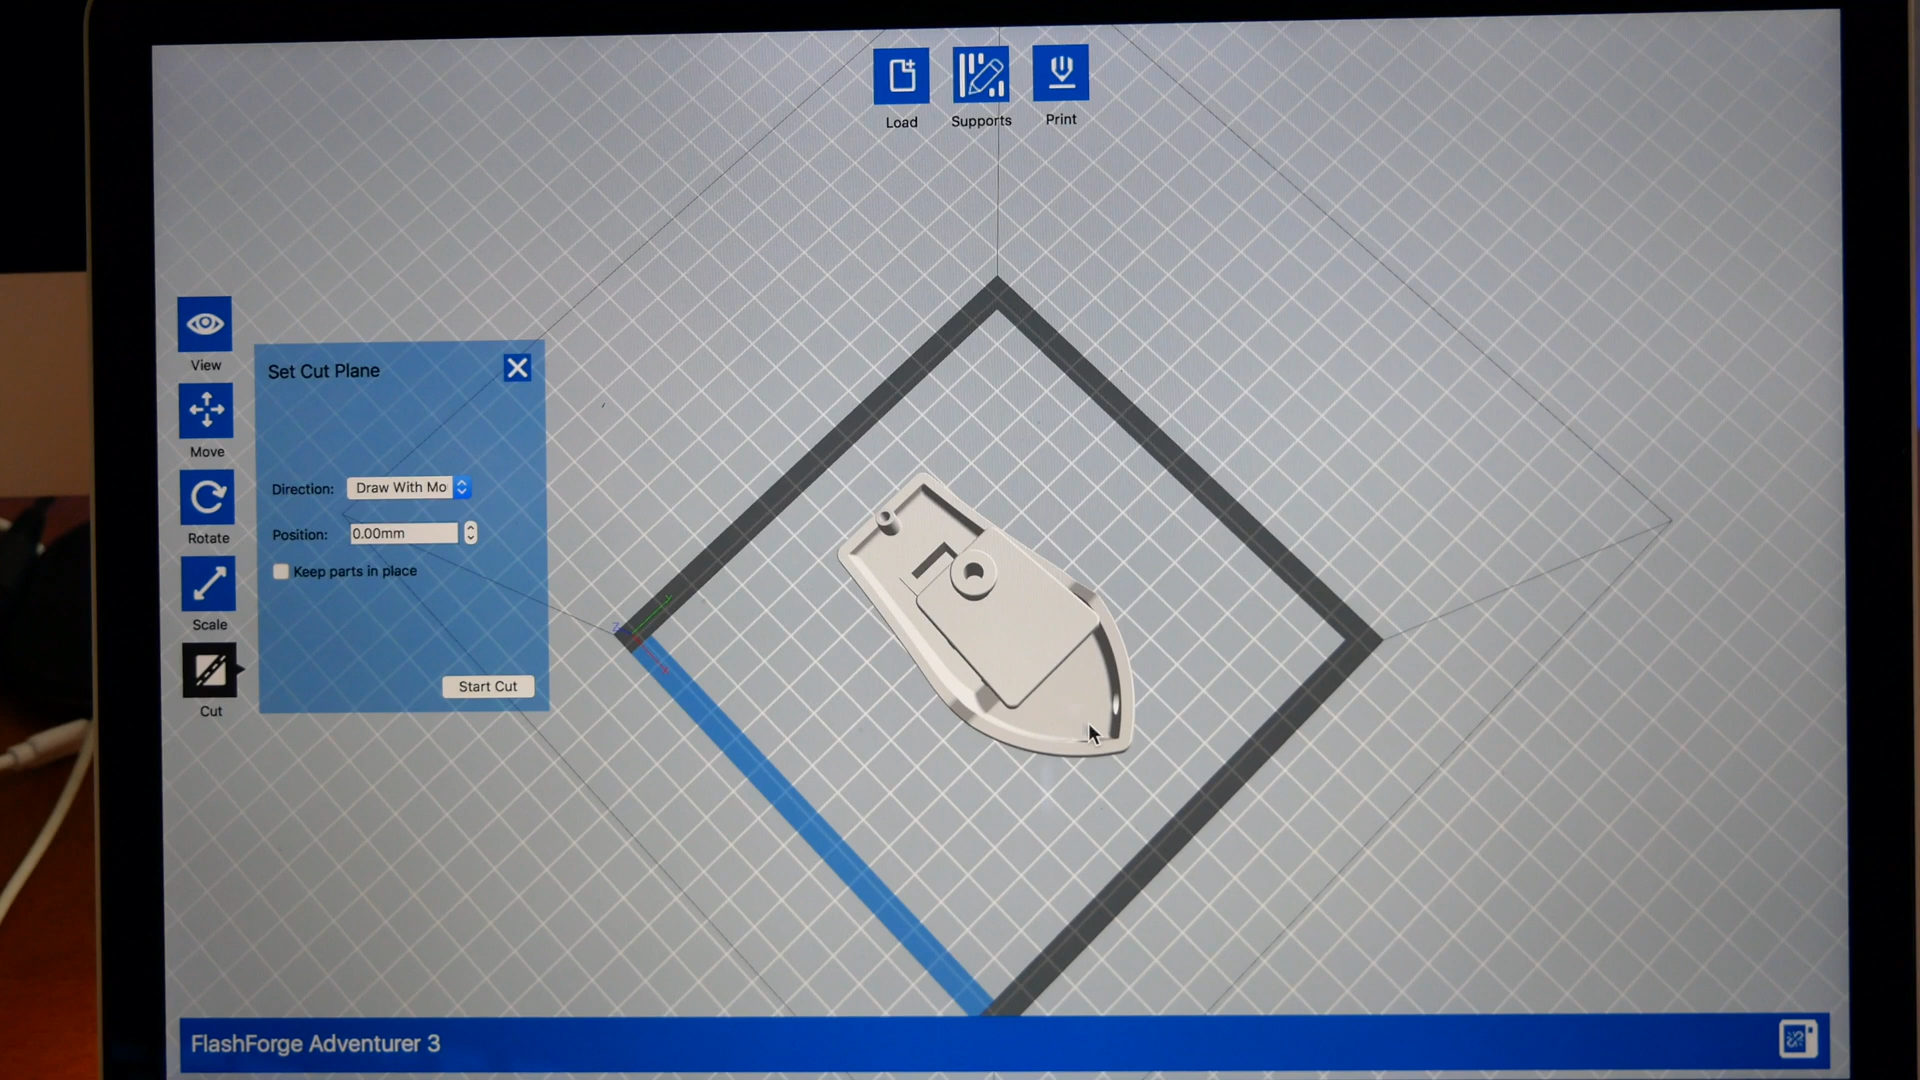 Load
Supports
Print
View
Move
Rotate
Scale
Cut
Set Cut Plane
Direction: Draw With Mo
Position: 0.00mm
Keep parts in place
Start Cut
FlashForge Adventurer 3